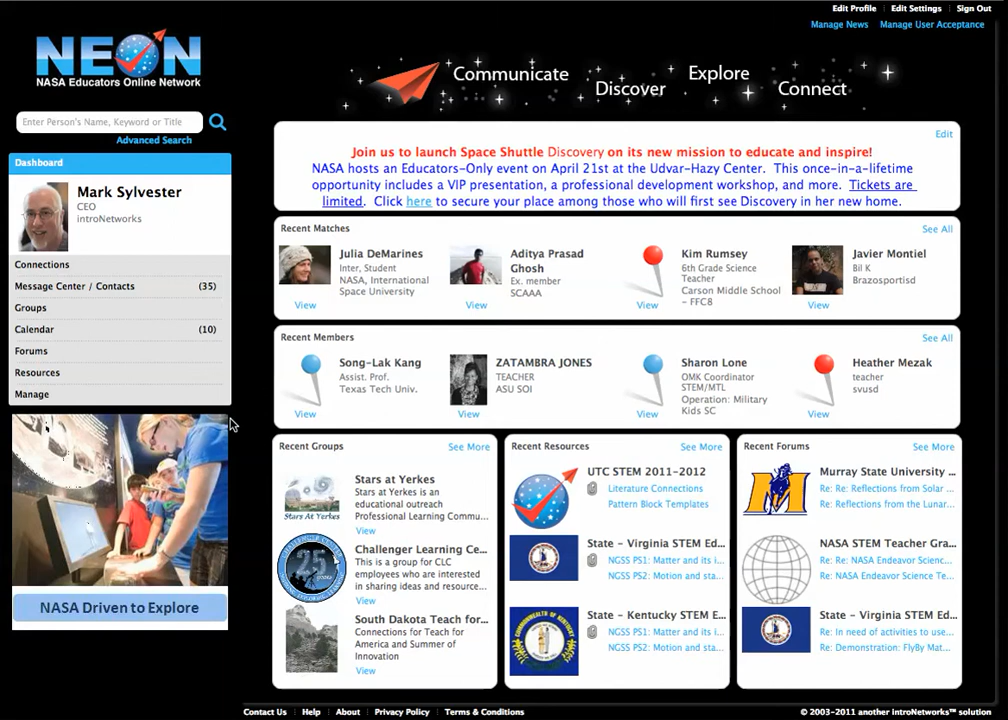 Edit Profile Edit Settings Sign Out
Manage News Manage User Acceptance
NEON
NASA Educators Online Network
Communicate
Discover
Explore
Connect
Enter Person's Name, Keyword or Title
Advanced Search
Dashboard
Mark Sylvester
CEO
introNetworks
Connections
Message Center / Contacts (35)
Groups
Calendar (10)
Forums
Resources
Manage
NASA Driven to Explore
Edit
Join us to launch Space Shuttle Discovery on its new mission to educate and inspire!
NASA hosts an Educators-Only event on April 21st at the Udvar-Hazy Center. This once-in-a-lifetime
opportunity includes a VIP presentation, a professional development workshop, and more. Tickets are
limited. Click here to secure your place among those who will first see Discovery in her new home.
Recent Matches See All
Julia DeMarines
Inter, Student
NASA, International
Space University
View
Aditya Prasad
Ghosh
Ex. member
SCAAA
View
Kim Rumsey
6th Grade Science
Teacher
Carson Middle School
- FFC8
View
Javier Montiel
Bil K
Brazosportisd
View
Recent Members See All
Song-Lak Kang
Assist. Prof.
Texas Tech Univ.
View
ZATAMBRA JONES
TEACHER
ASU SOI
View
Sharon Lone
OMK Coordinator
STEM/MTL
Operation: Military
Kids SC
View
Heather Mezak
teacher
svusd
View
Recent Groups See More
Stars at Yerkes
Stars at Yerkes
Stars at Yerkes is an
educational outreach
Professional Learning Commu...
View
25
Challenger Learning Ce...
This is a group for CLC
employees who are interested
in sharing ideas and resource...
View
South Dakota Teach for...
Connections for Teach for
America and Summer of
Innovation
View
Recent Resources See More
UTC STEM 2011-2012
Literature Connections
Pattern Block Templates
State - Virginia STEM Ed...
NGSS PS1: Matter and its i...
NGSS PS2: Motion and sta...
State - Kentucky STEM E...
NGSS PS1: Matter and its i...
NGSS PS2: Motion and sta...
Recent Forums See More
M
Murray State University ...
Re: Re: Reflections from Solar ...
Re: Reflections from the Lunar...
NASA STEM Teacher Gra...
Re: Re: NASA Endeavor Scienc...
Re: NASA Endeavor Science Te...
State - Virginia STEM Ed...
Re: In need of activities to use...
Re: Demonstration: FlyBy Mat...
Contact Us Help About Privacy Policy Terms & Conditions © 2003-2011 another introNetworks™ solution